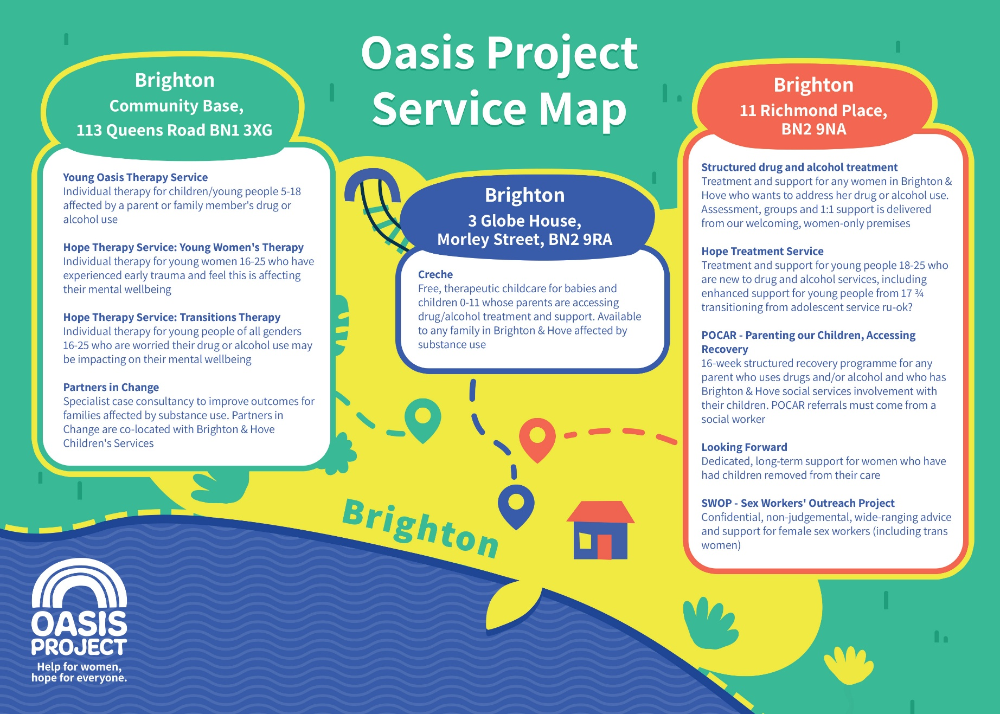 Oasis Project
Service Map
Brighton
Community Base,
113 Queens Road BN1 3XG
Young Oasis Therapy Service
Individual therapy for children/young people 5-18
affected by a parent or family member's drug or
alcohol use
Hope Therapy Service: Young Women's Therapy
Individual therapy for young women 16-25 who have
experienced early trauma and feel this is affecting
their mental wellbeing
Hope Therapy Service: Transitions Therapy
Individual therapy for young people of all genders
16-25 who are worried their drug or alcohol use may
be impacting on their mental wellbeing
Partners in Change
Specialist case consultancy to improve outcomes for
families affected by substance use. Partners in
Change are co-located with Brighton & Hove
Children's Services
Brighton
3 Globe House,
Morley Street, BN2 9RA
Creche
Free, therapeutic childcare for babies and
children 0-11 whose parents are accessing
drug/alcohol treatment and support. Available
to any family in Brighton & Hove affected by
substance use
Brighton
11 Richmond Place,
BN2 9NA
Structured drug and alcohol treatment
Treatment and support for any women in Brighton &
Hove who wants to address her drug or alcohol use.
Assessment, groups and 1:1 support is delivered
from our welcoming, women-only premises
Hope Treatment Service
Treatment and support for young people 18-25 who
are new to drug and alcohol services, including
enhanced support for young people from 17 ¾
transitioning from adolescent service ru-ok?
POCAR - Parenting our Children, Accessing
Recovery
16-week structured recovery programme for any
parent who uses drugs and/or alcohol and who has
Brighton & Hove social services involvement with
their children. POCAR referrals must come from a
social worker
Looking Forward
Dedicated, long-term support for women who have
had children removed from their care
SWOP - Sex Workers' Outreach Project
Confidential, non-judgemental, wide-ranging advice
and support for female sex workers (including trans
women)
Brighton
OASIS
PROJECT
Help for women,
hope for everyone.